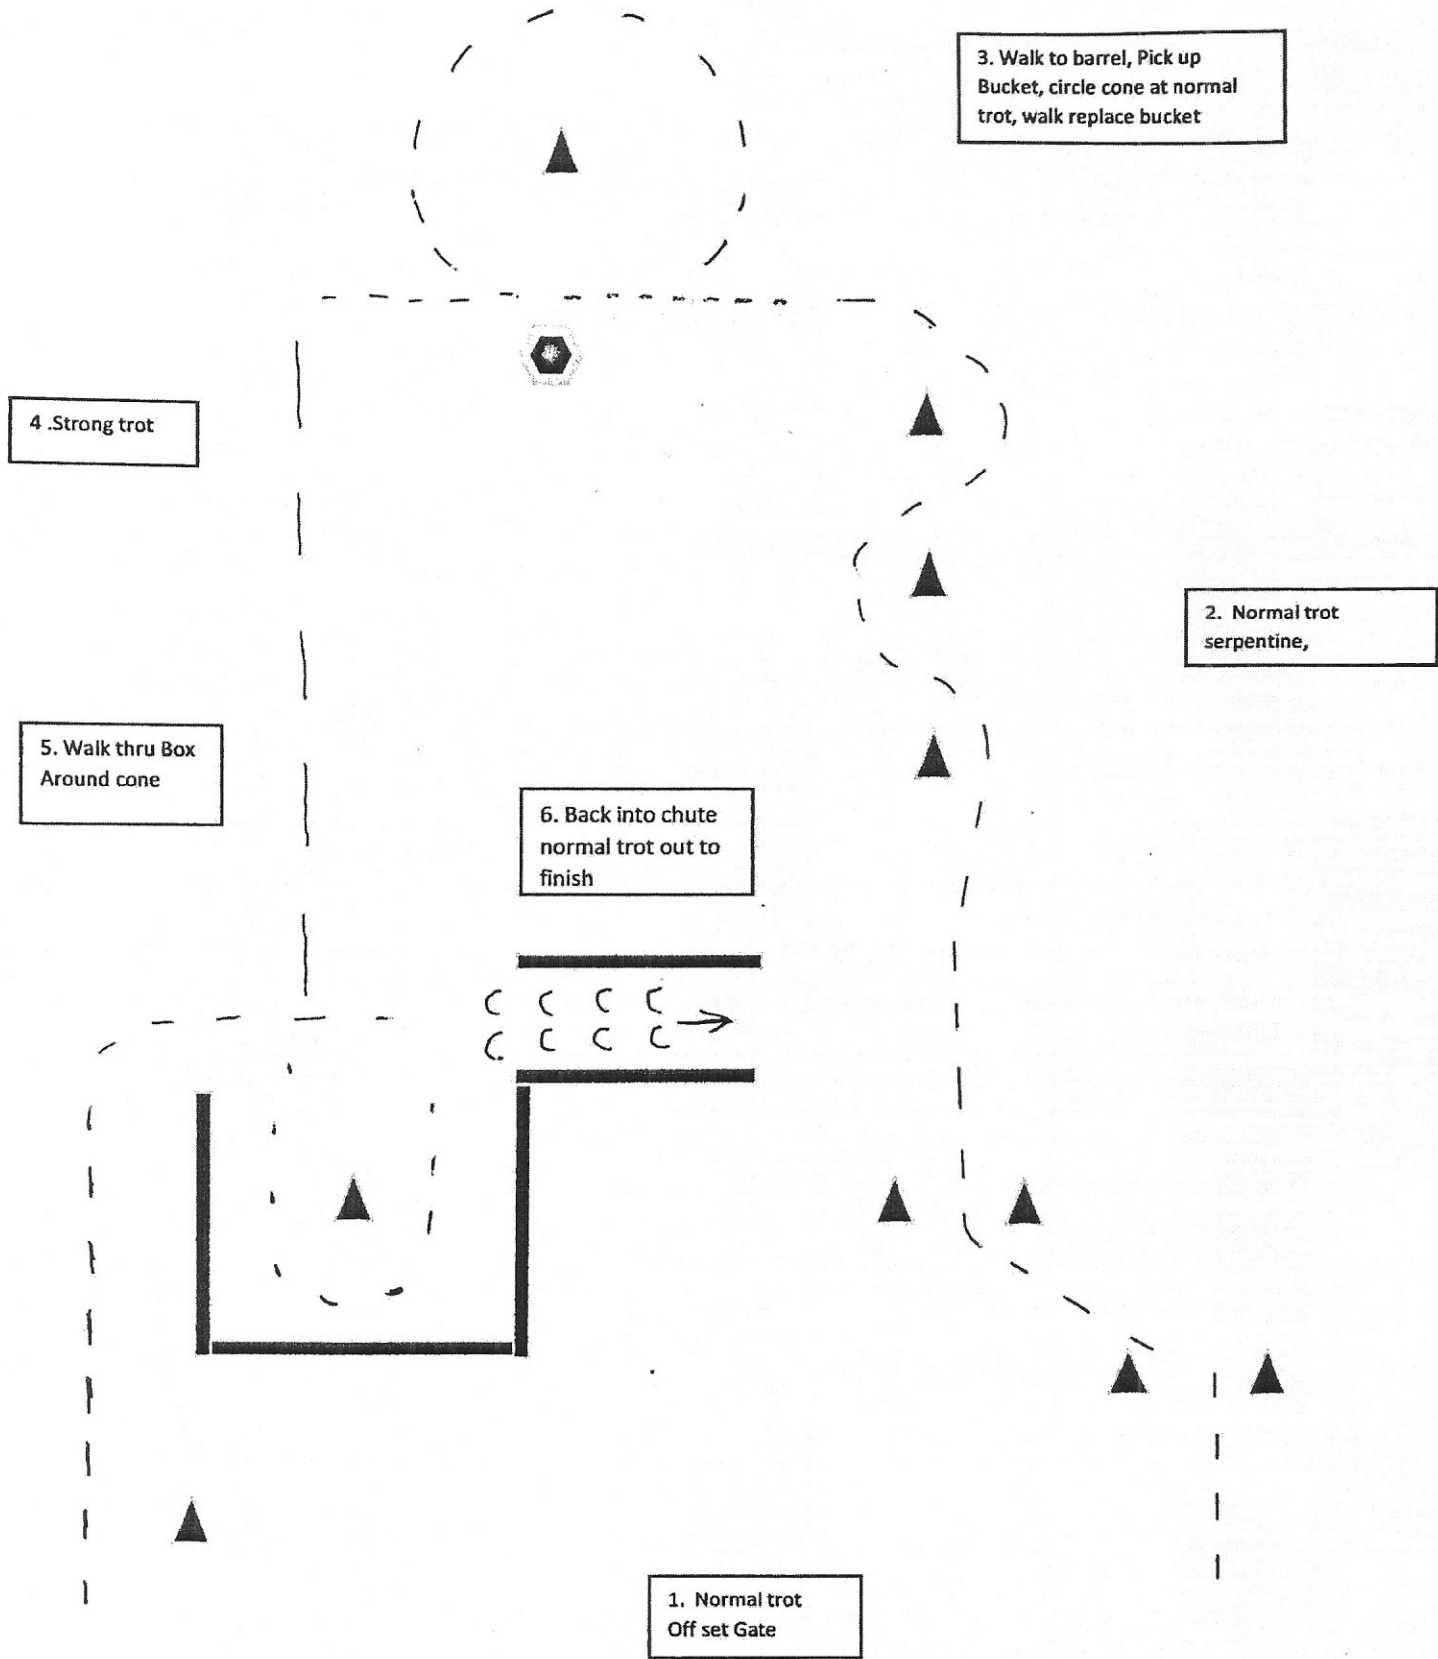 3. Walk to barrel, Pick up
Bucket, circle cone at normal
trot, walk replace bucket
4 .Strong trot
2. Normal trot
serpentine,
5. Walk thru Box
Around cone
6. Back into chute
normal trot out to
finish
1. Normal trot
Off set Gate